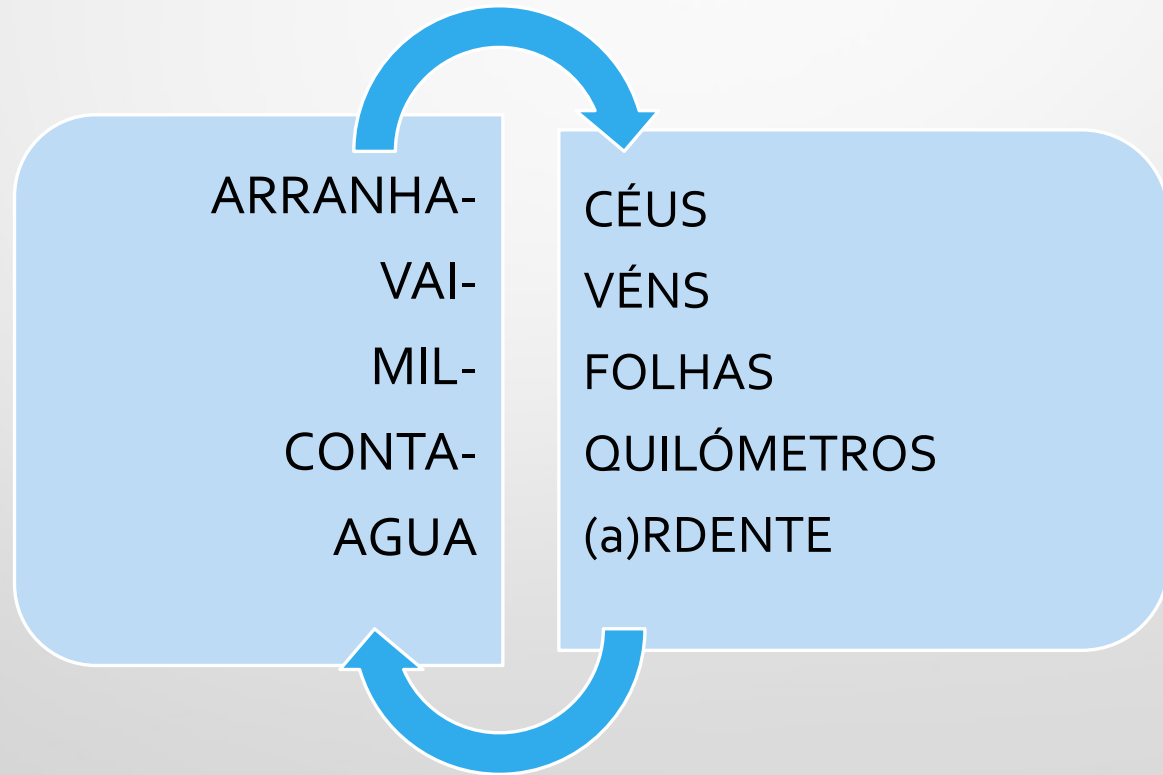 ARRANHA-
VAI-
MIL-
CONTA-
AGUA
CÉUS
VÉNS
FOLHAS
QUILÓMETROS
(a)RDENTE